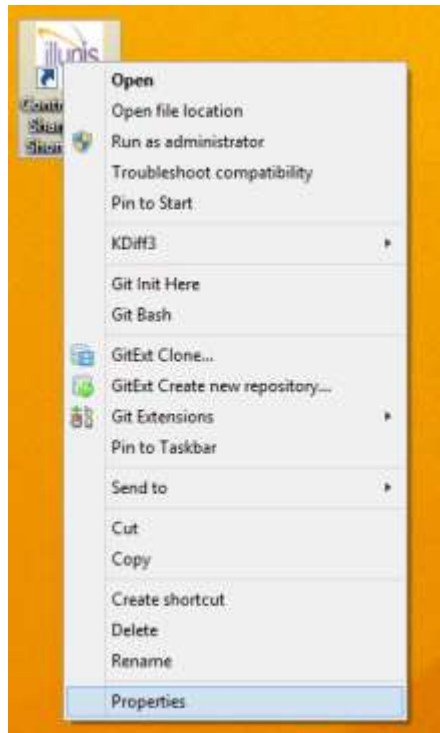 illunis
Open
Open file location
Run as administrator
Troubleshoot compatibility
Pin to Start
KDiff3
Git Init Here
Git Bash
GitExt Clone...
GitExt Create new repository...
Git Extensions
Pin to Taskbar
Send to
Cut
Copy
Create shortcut
Delete
Rename
Properties